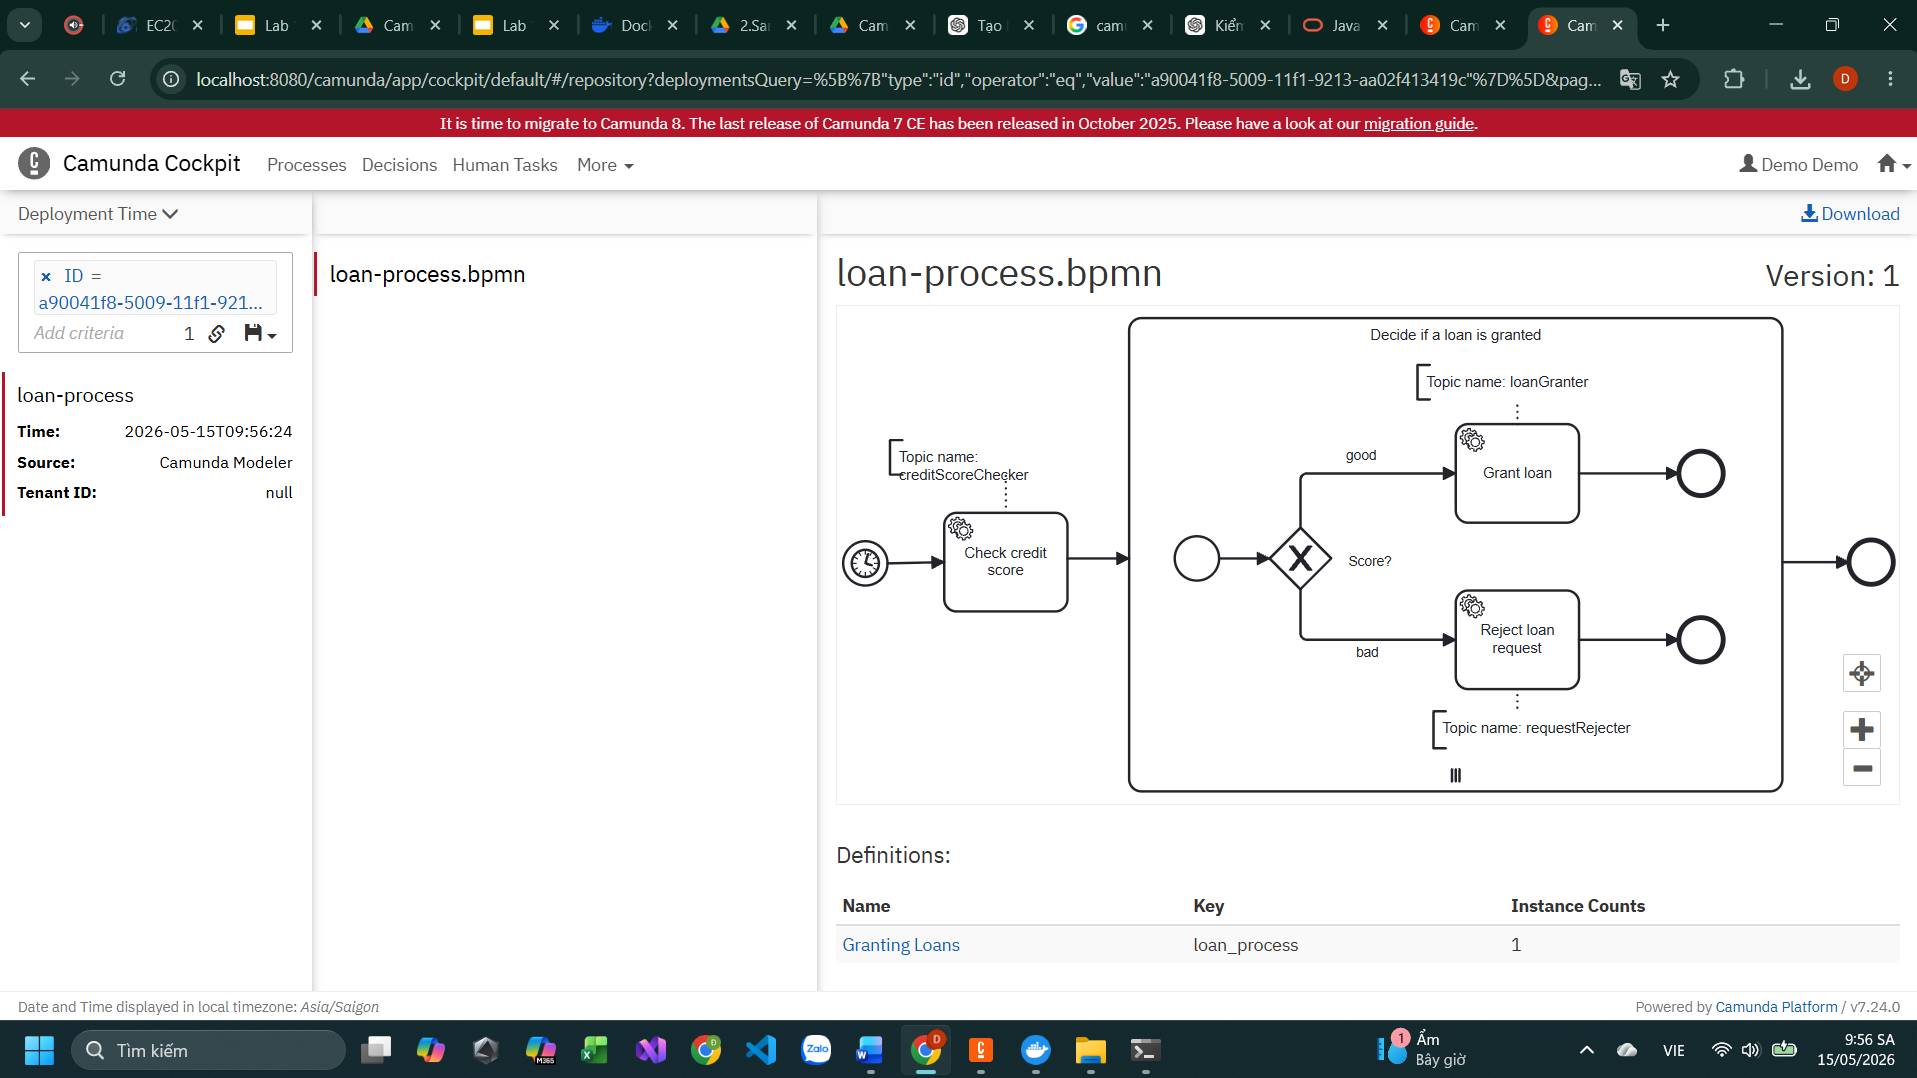 EC2
Lab
Cam
Lab
Doc
2.Sa
Cam
Tạo
cam
Kiển
Java
Cam
Cam
localhost:8080/camunda/app/cockpit/default/#/repository?deploymentsQuery=%5B%7B"type":"id","operator":"eq","value":"a90041f8-5009-11f1-9213-aa02f413419c"%7D%5D&pag...
D
It is time to migrate to Camunda 8. The last release of Camunda 7 CE has been released in October 2025. Please have a look at our migration guide.
Camunda Cockpit
Processes
Decisions
Human Tasks
More
Demo Demo
Deployment Time
Download
ID =
a90041f8-5009-11f1-921...
Add criteria
1
loan-process
Time: 2026-05-15T09:56:24
Source: Camunda Modeler
Tenant ID: null
loan-process.bpmn
loan-process.bpmn
Version: 1
Decide if a loan is granted
Topic name: loanGranter
Topic name:
creditScoreChecker
good
Grant loan
Check credit
score
Score?
Reject loan
request
bad
Topic name: requestRejecter
Definitions:
Name Key Instance Counts
Granting Loans loan_process 1
Date and Time displayed in local timezone: Asia/Saigon
Powered by Camunda Platform / v7.24.0
Tìm kiếm
M365
Zalo
D
1
Ẩm
Bây giờ
VIE
9:56 SA
15/05/2026